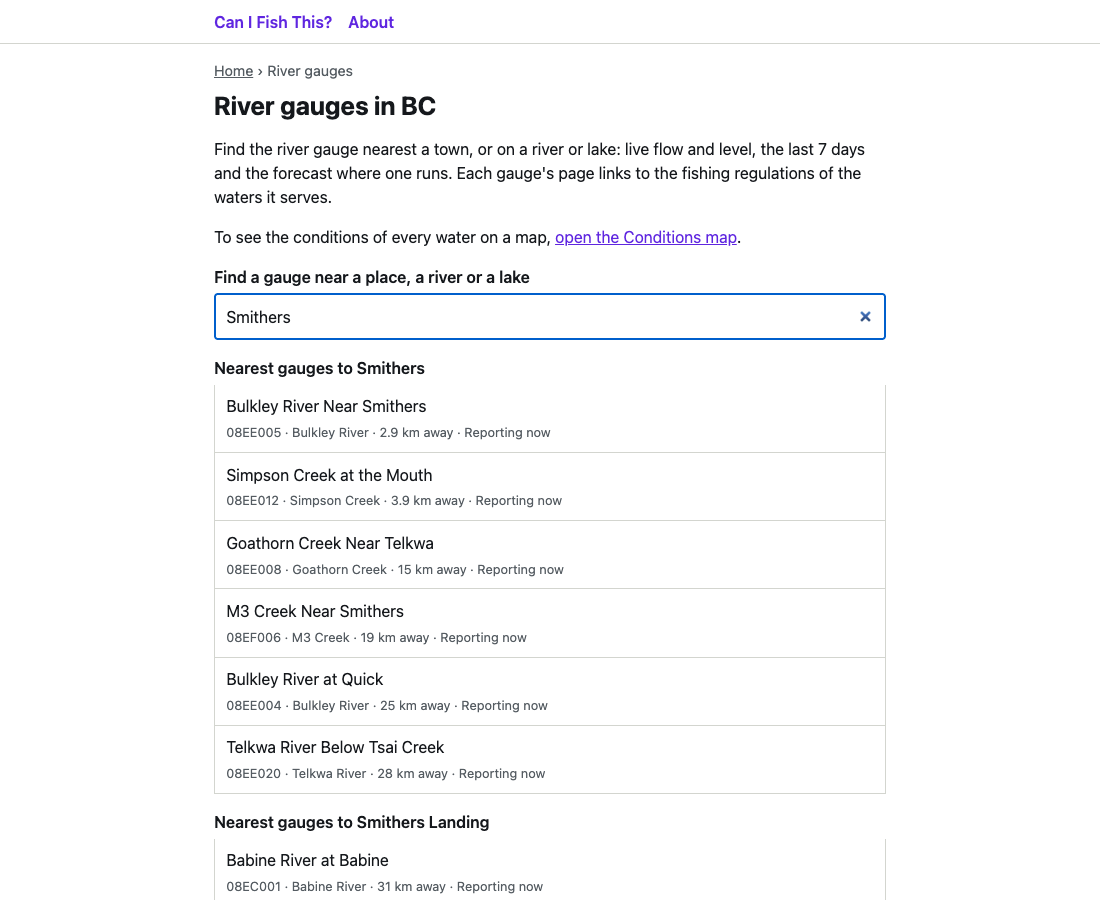 Can I Fish This? About
Home › River gauges
River gauges in BC
Find the river gauge nearest a town, or on a river or lake: live flow and level, the last 7 days
and the forecast where one runs. Each gauge's page links to the fishing regulations of the
waters it serves.
To see the conditions of every water on a map, open the Conditions map.
Find a gauge near a place, a river or a lake
Smithers ×
Nearest gauges to Smithers
Bulkley River Near Smithers
08EE005 · Bulkley River · 2.9 km away · Reporting now
Simpson Creek at the Mouth
08EE012 · Simpson Creek · 3.9 km away · Reporting now
Goathorn Creek Near Telkwa
08EE008 · Goathorn Creek · 15 km away · Reporting now
M3 Creek Near Smithers
08EF006 · M3 Creek · 19 km away · Reporting now
Bulkley River at Quick
08EE004 · Bulkley River · 25 km away · Reporting now
Telkwa River Below Tsai Creek
08EE020 · Telkwa River · 28 km away · Reporting now
Nearest gauges to Smithers Landing
Babine River at Babine
08EC001 · Babine River · 31 km away · Reporting now